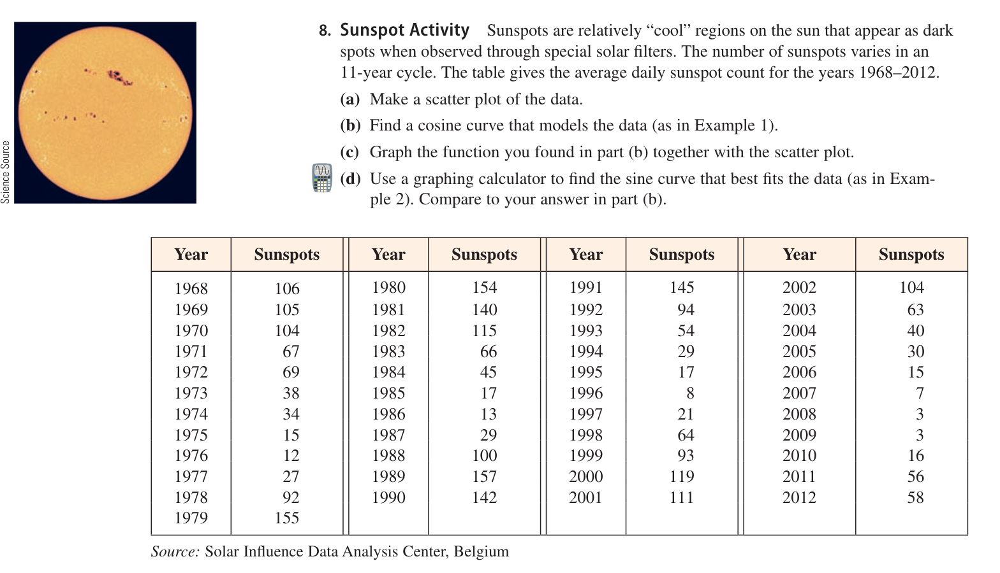 Science Source
8. Sunspot Activity Sunspots are relatively “cool” regions on the sun that appear as dark
spots when observed through special solar filters. The number of sunspots varies in an
11-year cycle. The table gives the average daily sunspot count for the years 1968–2012.
(a) Make a scatter plot of the data.
(b) Find a cosine curve that models the data (as in Example 1).
(c) Graph the function you found in part (b) together with the scatter plot.
(d) Use a graphing calculator to find the sine curve that best fits the data (as in Exam-
ple 2). Compare to your answer in part (b).
Year Sunspots Year Sunspots Year Sunspots Year Sunspots
1968 106 1980 154 1991 145 2002 104
1969 105 1981 140 1992 94 2003 63
1970 104 1982 115 1993 54 2004 40
1971 67 1983 66 1994 29 2005 30
1972 69 1984 45 1995 17 2006 15
1973 38 1985 17 1996 8 2007 7
1974 34 1986 13 1997 21 2008 3
1975 15 1987 29 1998 64 2009 3
1976 12 1988 100 1999 93 2010 16
1977 27 1989 157 2000 119 2011 56
1978 92 1990 142 2001 111 2012 58
1979 155
Source: Solar Influence Data Analysis Center, Belgium